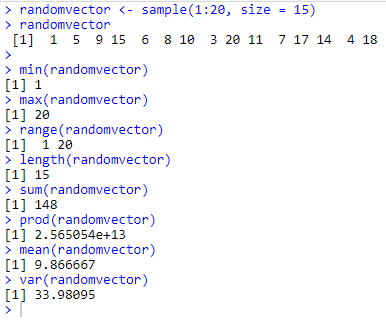 > randomvector <- sample(1:20, size = 15)
> randomvector
 [1]  1  5  9 15  6  8 10  3 20 11  7 17 14  4 18
>
> min(randomvector)
[1] 1
> max(randomvector)
[1] 20
> range(randomvector)
[1]  1 20
> length(randomvector)
[1] 15
> sum(randomvector)
[1] 148
> prod(randomvector)
[1] 2.565054e+13
> mean(randomvector)
[1] 9.866667
> var(randomvector)
[1] 33.98095
>